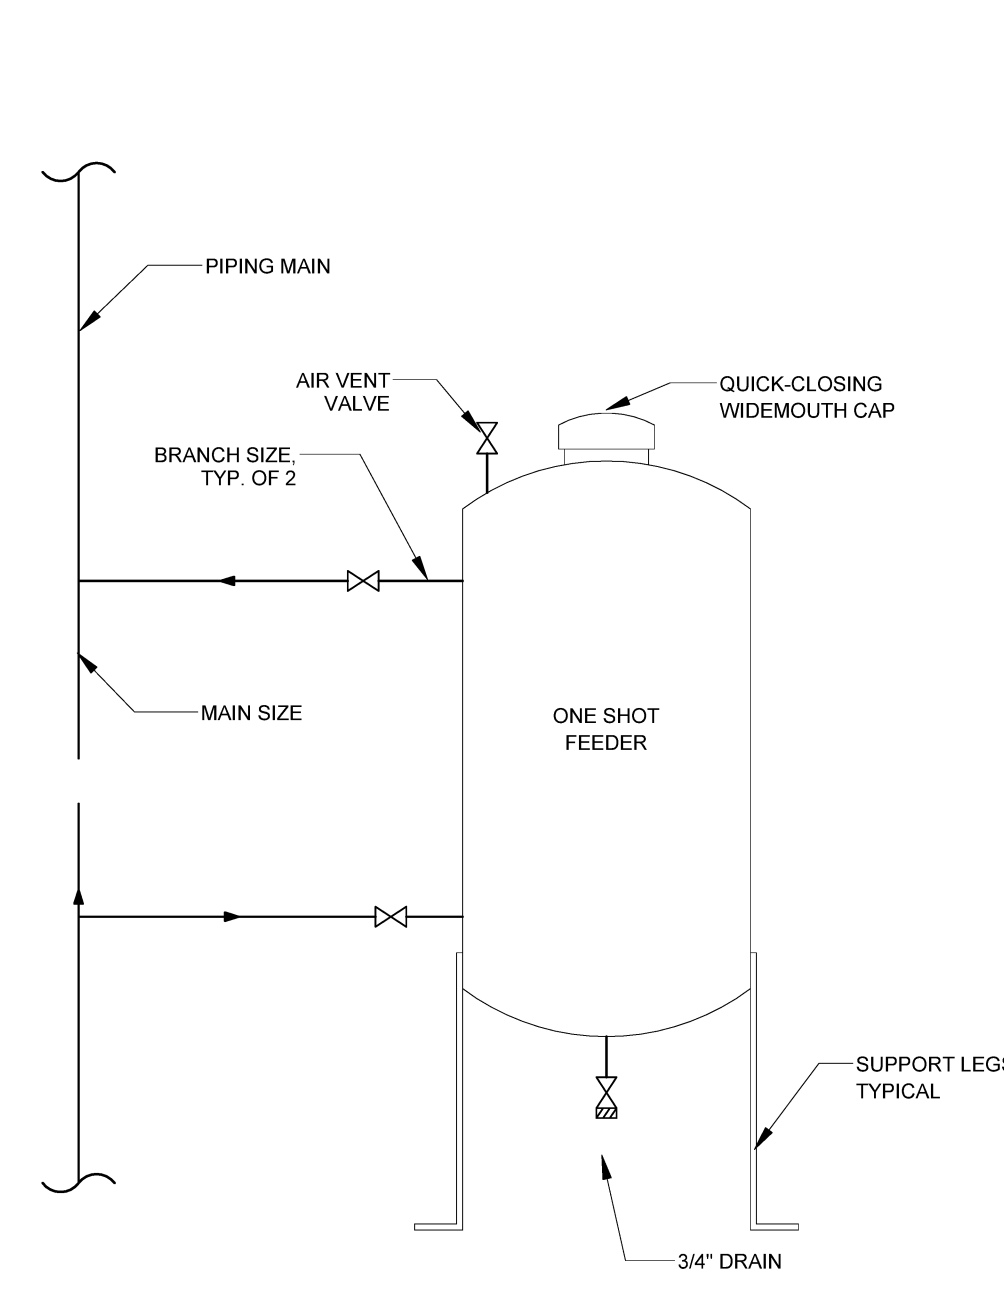 PIPING MAIN
AIR VENT
VALVE
QUICK-CLOSING
WIDEMOUTH CAP
BRANCH SIZE,
TYP. OF 2
MAIN SIZE
ONE SHOT
FEEDER
SUPPORT LEGS
TYPICAL
3/4" DRAIN